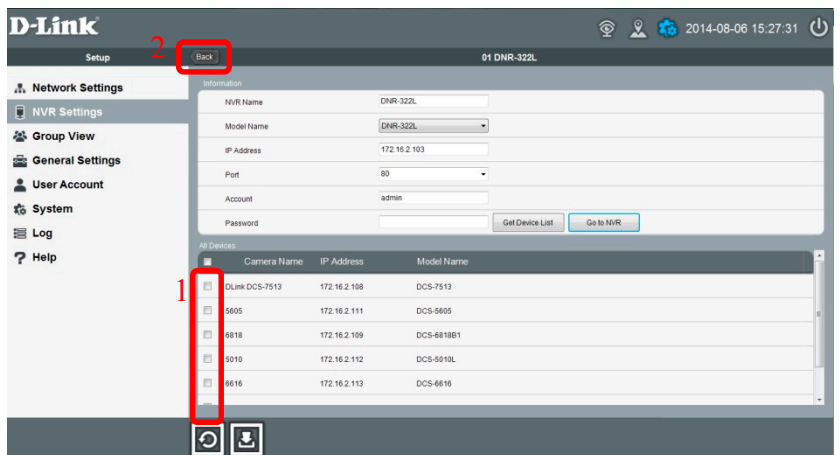 D-Link
2014-08-06 15:27:31
Setup
2
Back
01 DNR-322L
Network Settings
NVR Settings
Group View
General Settings
User Account
System
Log
Help
Information
NVR Name DNR-322L
Model Name DNR-322L
IP Address 172.16.2.103
Port 80
Account admin
Password Get Device List Go to NVR
All Devices
Camera Name IP Address Model Name
1
DLink DCS-7513 172.16.2.108 DCS-7513
5605 172.16.2.111 DCS-5605
6818 172.16.2.109 DCS-6818B1
5010 172.16.2.112 DCS-5010L
6616 172.16.2.113 DCS-6616